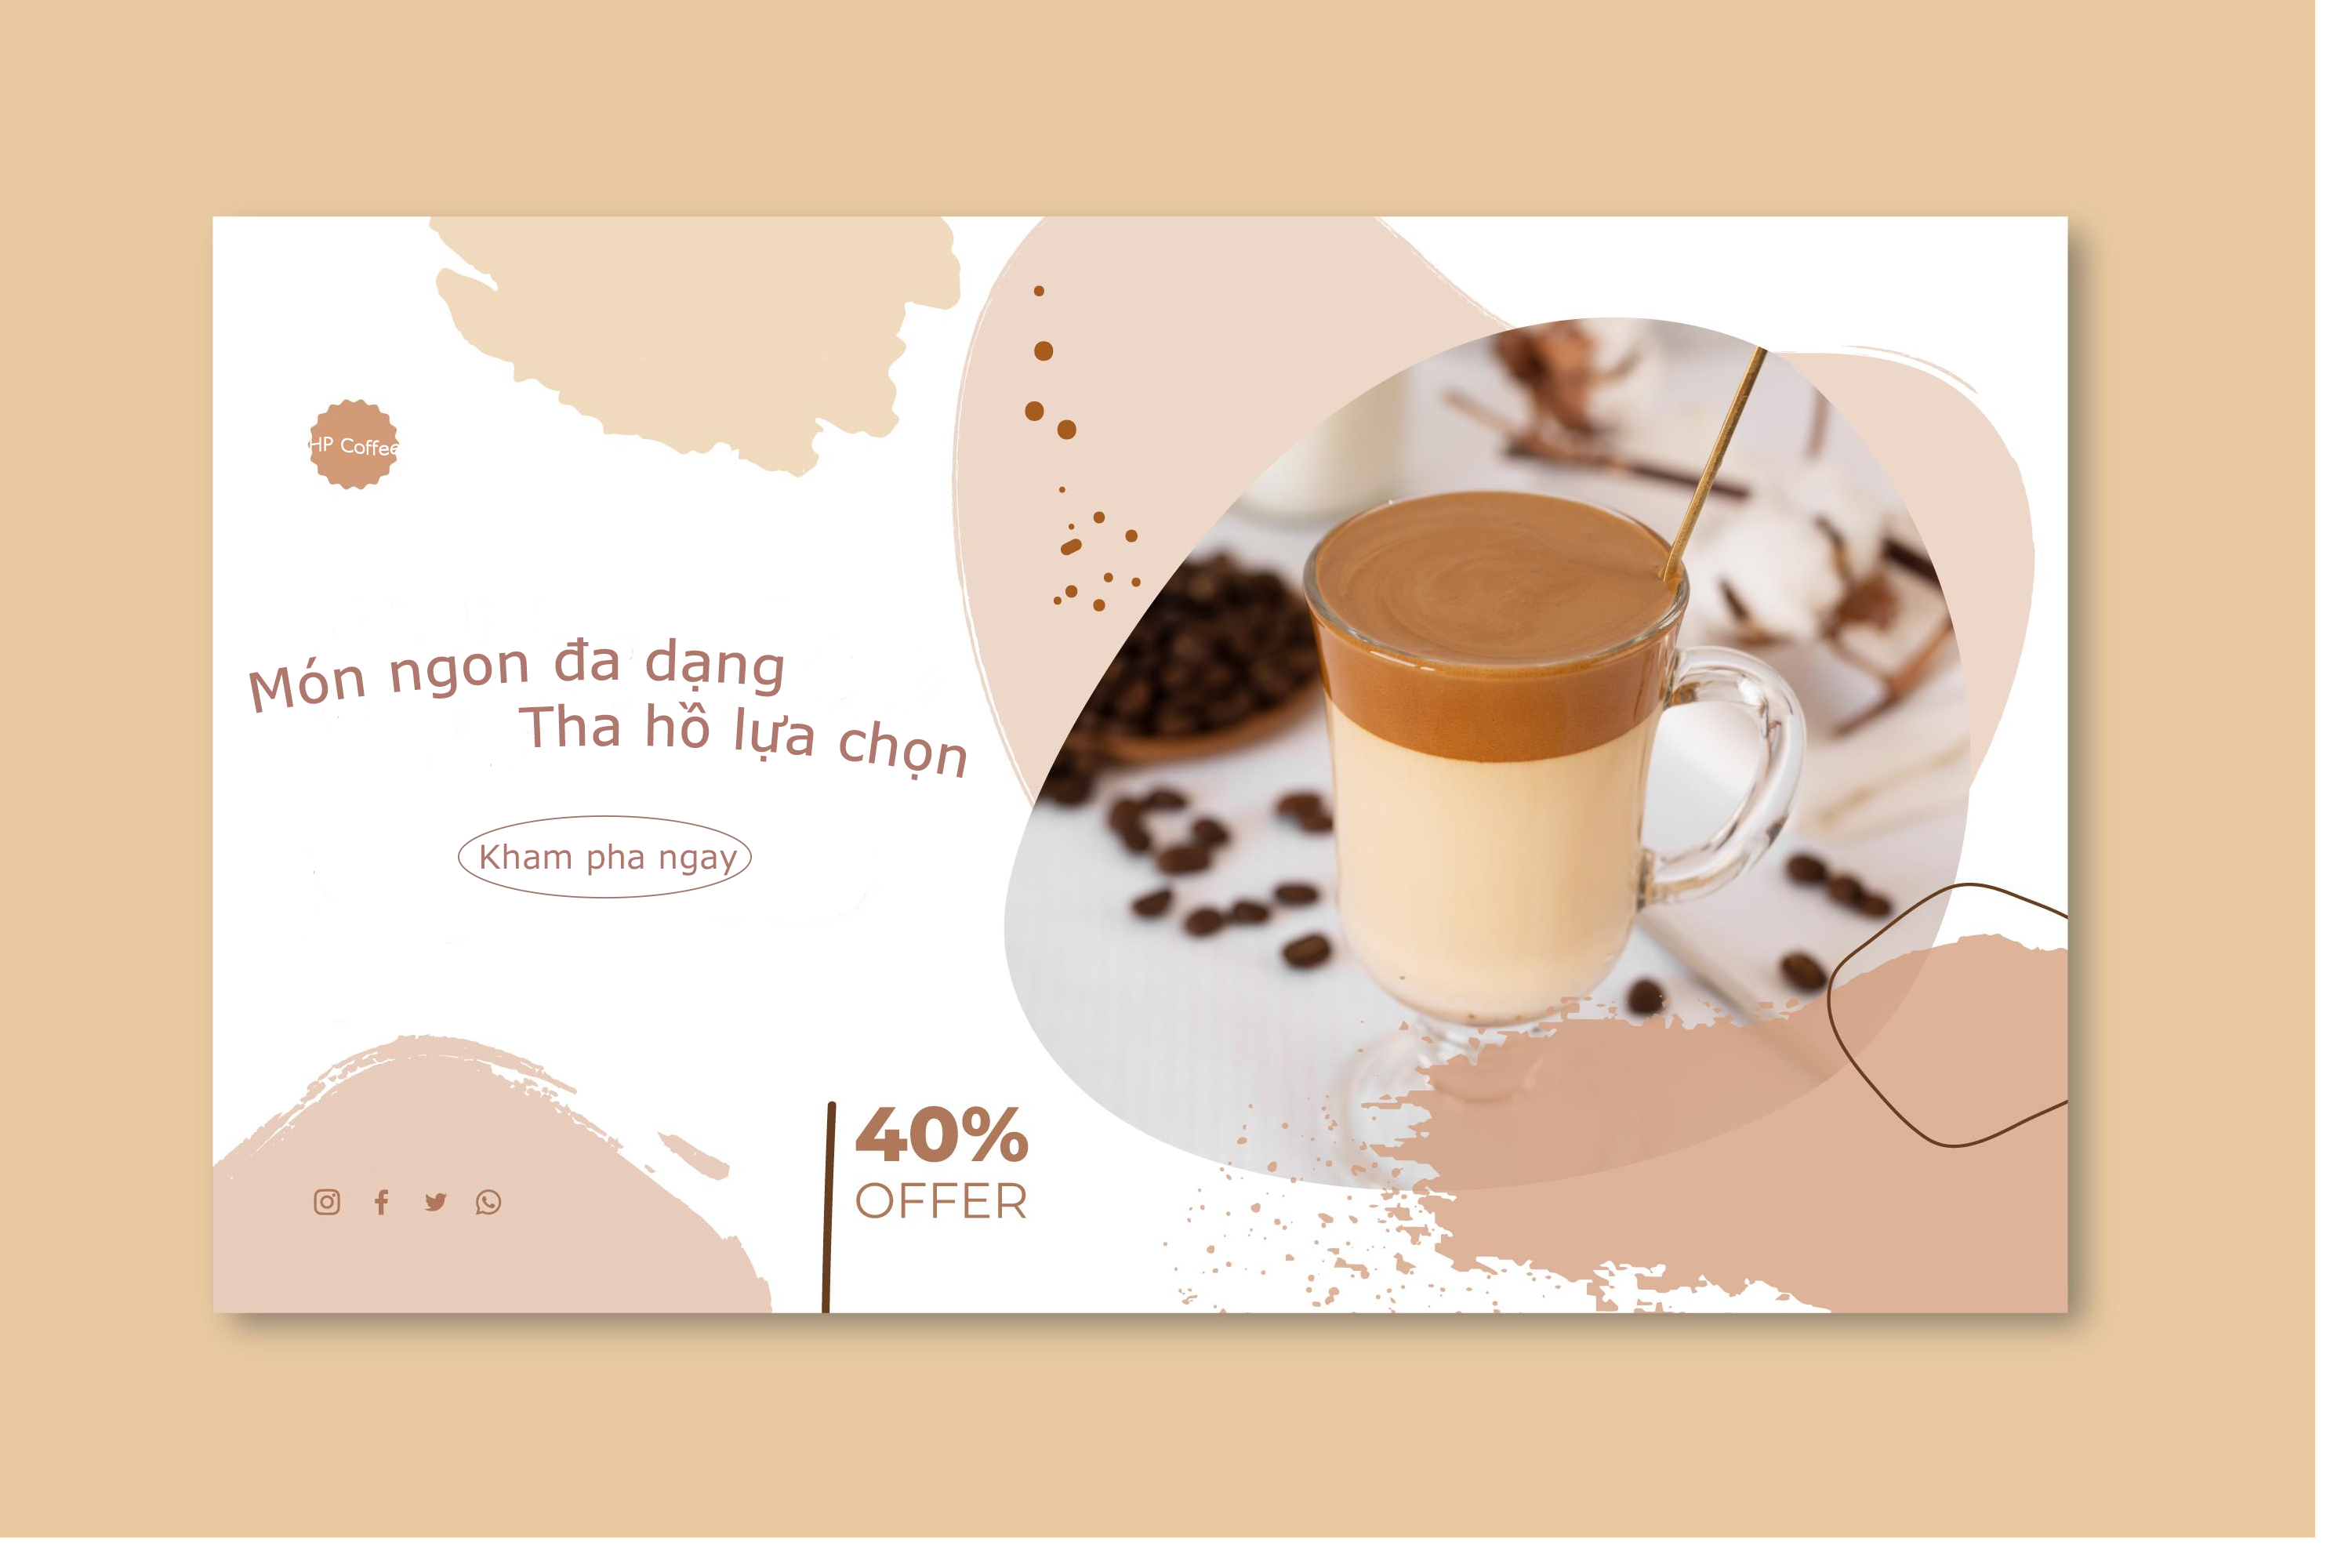 HP Coffee
Món ngon đa dạng
Tha hồ lựa chọn
Kham pha ngay
40%
OFFER